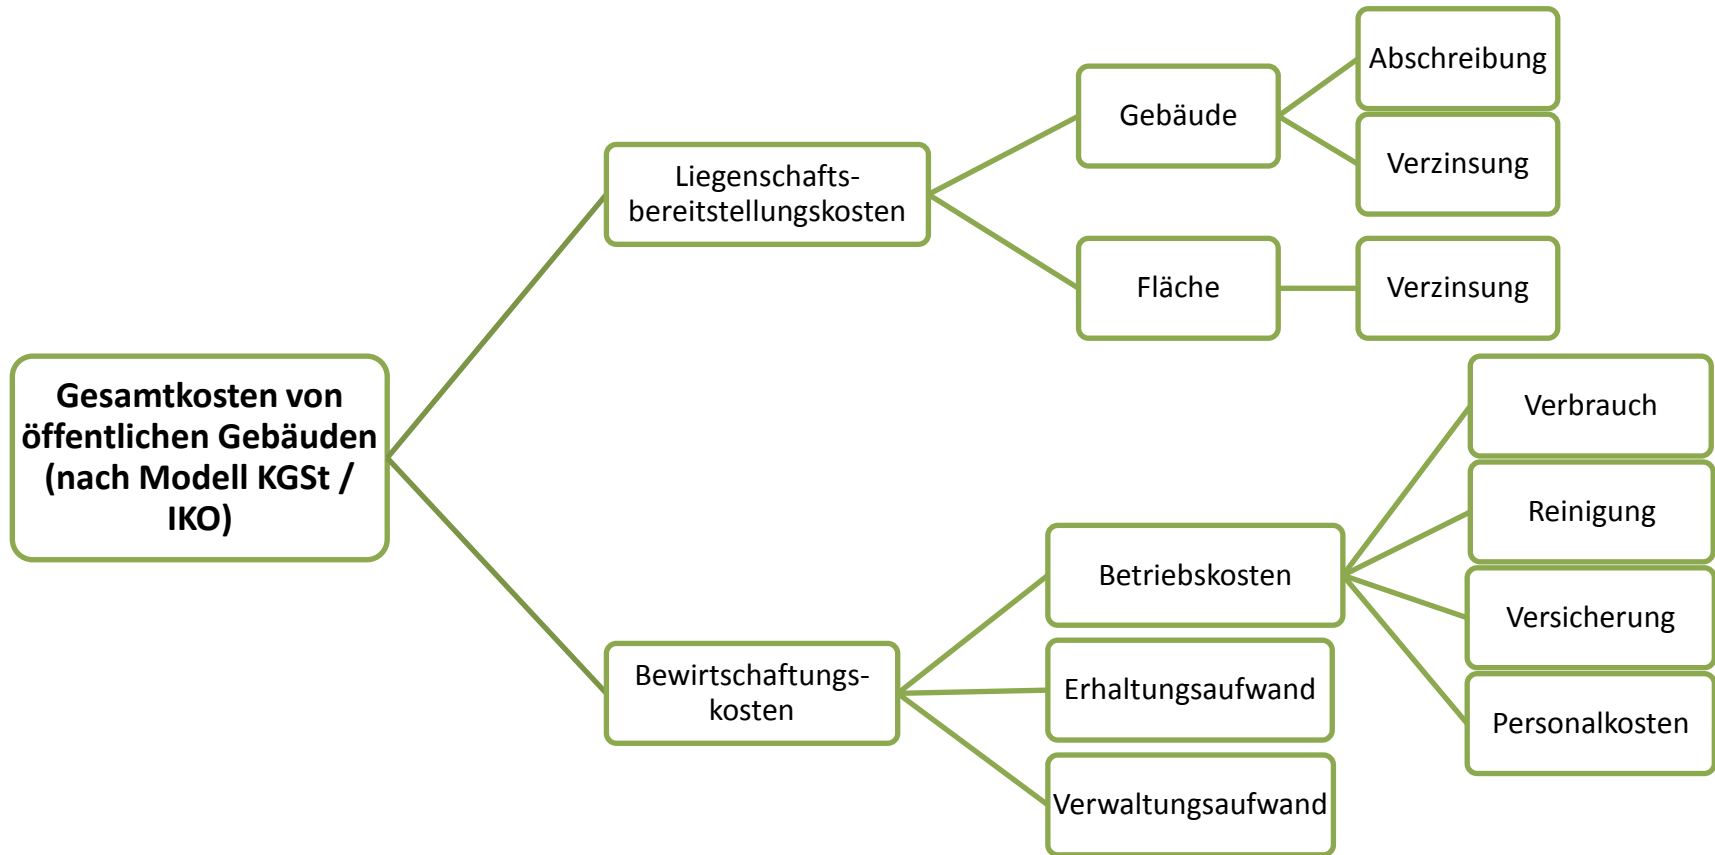 Gesamtkosten von
öffentlichen Gebäuden
(nach Modell KGSt /
IKO)
Liegenschafts-
bereitstellungskosten
Gebäude
Abschreibung
Verzinsung
Fläche
Verzinsung
Bewirtschaftungs-
kosten
Betriebskosten
Verbrauch
Reinigung
Versicherung
Personalkosten
Erhaltungsaufwand
Verwaltungsaufwand